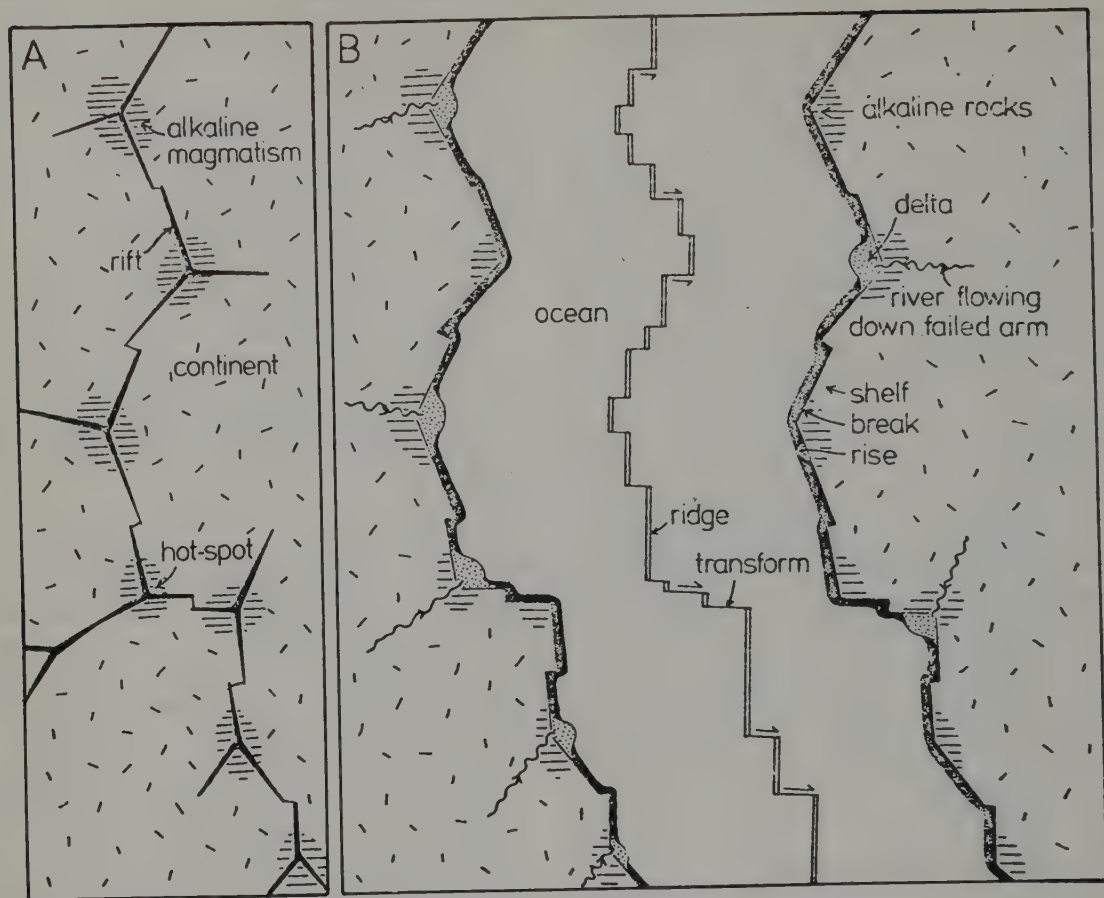 A
alkaline
magmatism
rift
continent
hot-spot
B
alkaline rocks
delta
river flowing
down failed arm
ocean
shelf
break
rise
ridge
transform